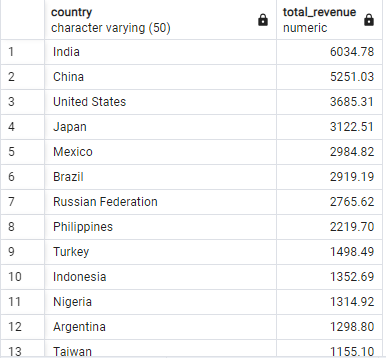 country total_revenue
character varying (50) numeric
1 India 6034.78
2 China 5251.03
3 United States 3685.31
4 Japan 3122.51
5 Mexico 2984.82
6 Brazil 2919.19
7 Russian Federation 2765.62
8 Philippines 2219.70
9 Turkey 1498.49
10 Indonesia 1352.69
11 Nigeria 1314.92
12 Argentina 1298.80
13 Taiwan 1155.10